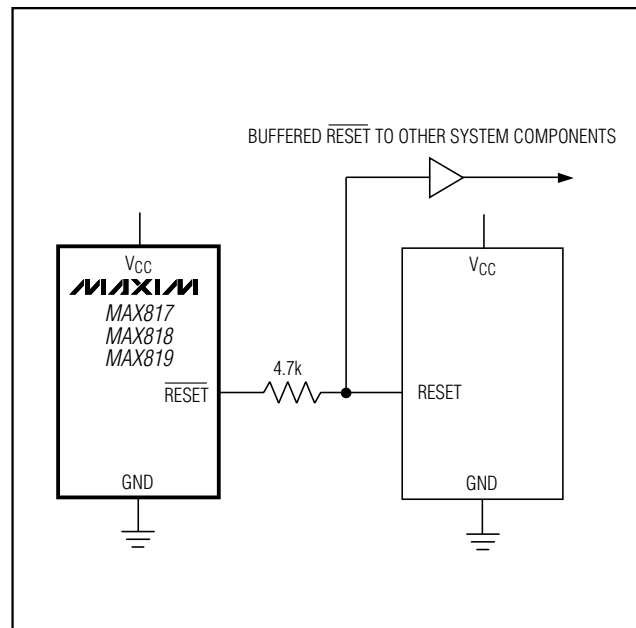 BUFFERED RESET TO OTHER SYSTEM COMPONENTS
VCC
MAXIM
MAX817
MAX818
MAX819
RESET
GND
4.7k
VCC
RESET
GND